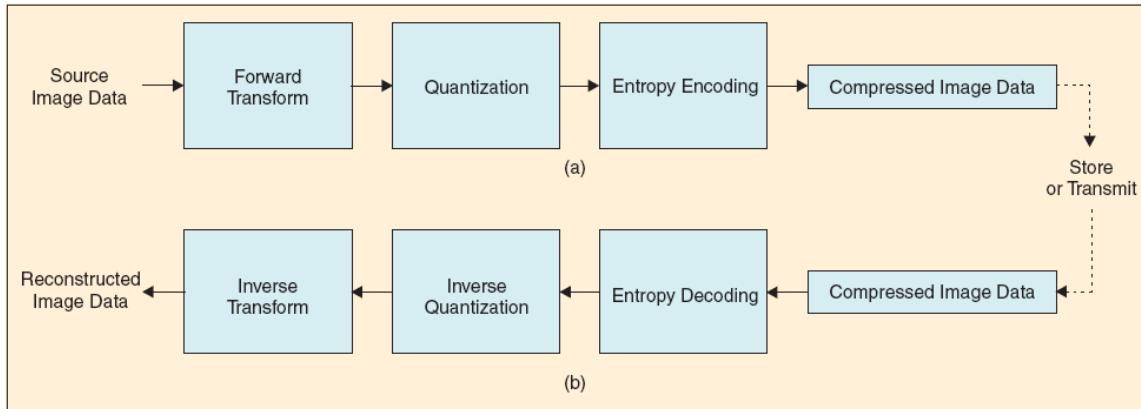 Source
Image Data
Forward
Transform
Quantization
Entropy Encoding
Compressed Image Data
(a)
Store
or Transmit
Reconstructed
Image Data
Inverse
Transform
Inverse
Quantization
Entropy Decoding
Compressed Image Data
(b)